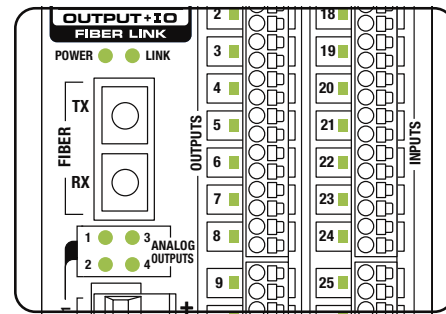 OUTPUT+IO
FIBER LINK
POWER LINK
FIBER
TX
RX
1 3
2 4
ANALOG
OUTPUTS
1
+
OUTPUTS
2
3
4
5
6
7
8
9
18
19
20
21
22
23
24
25
INPUTS